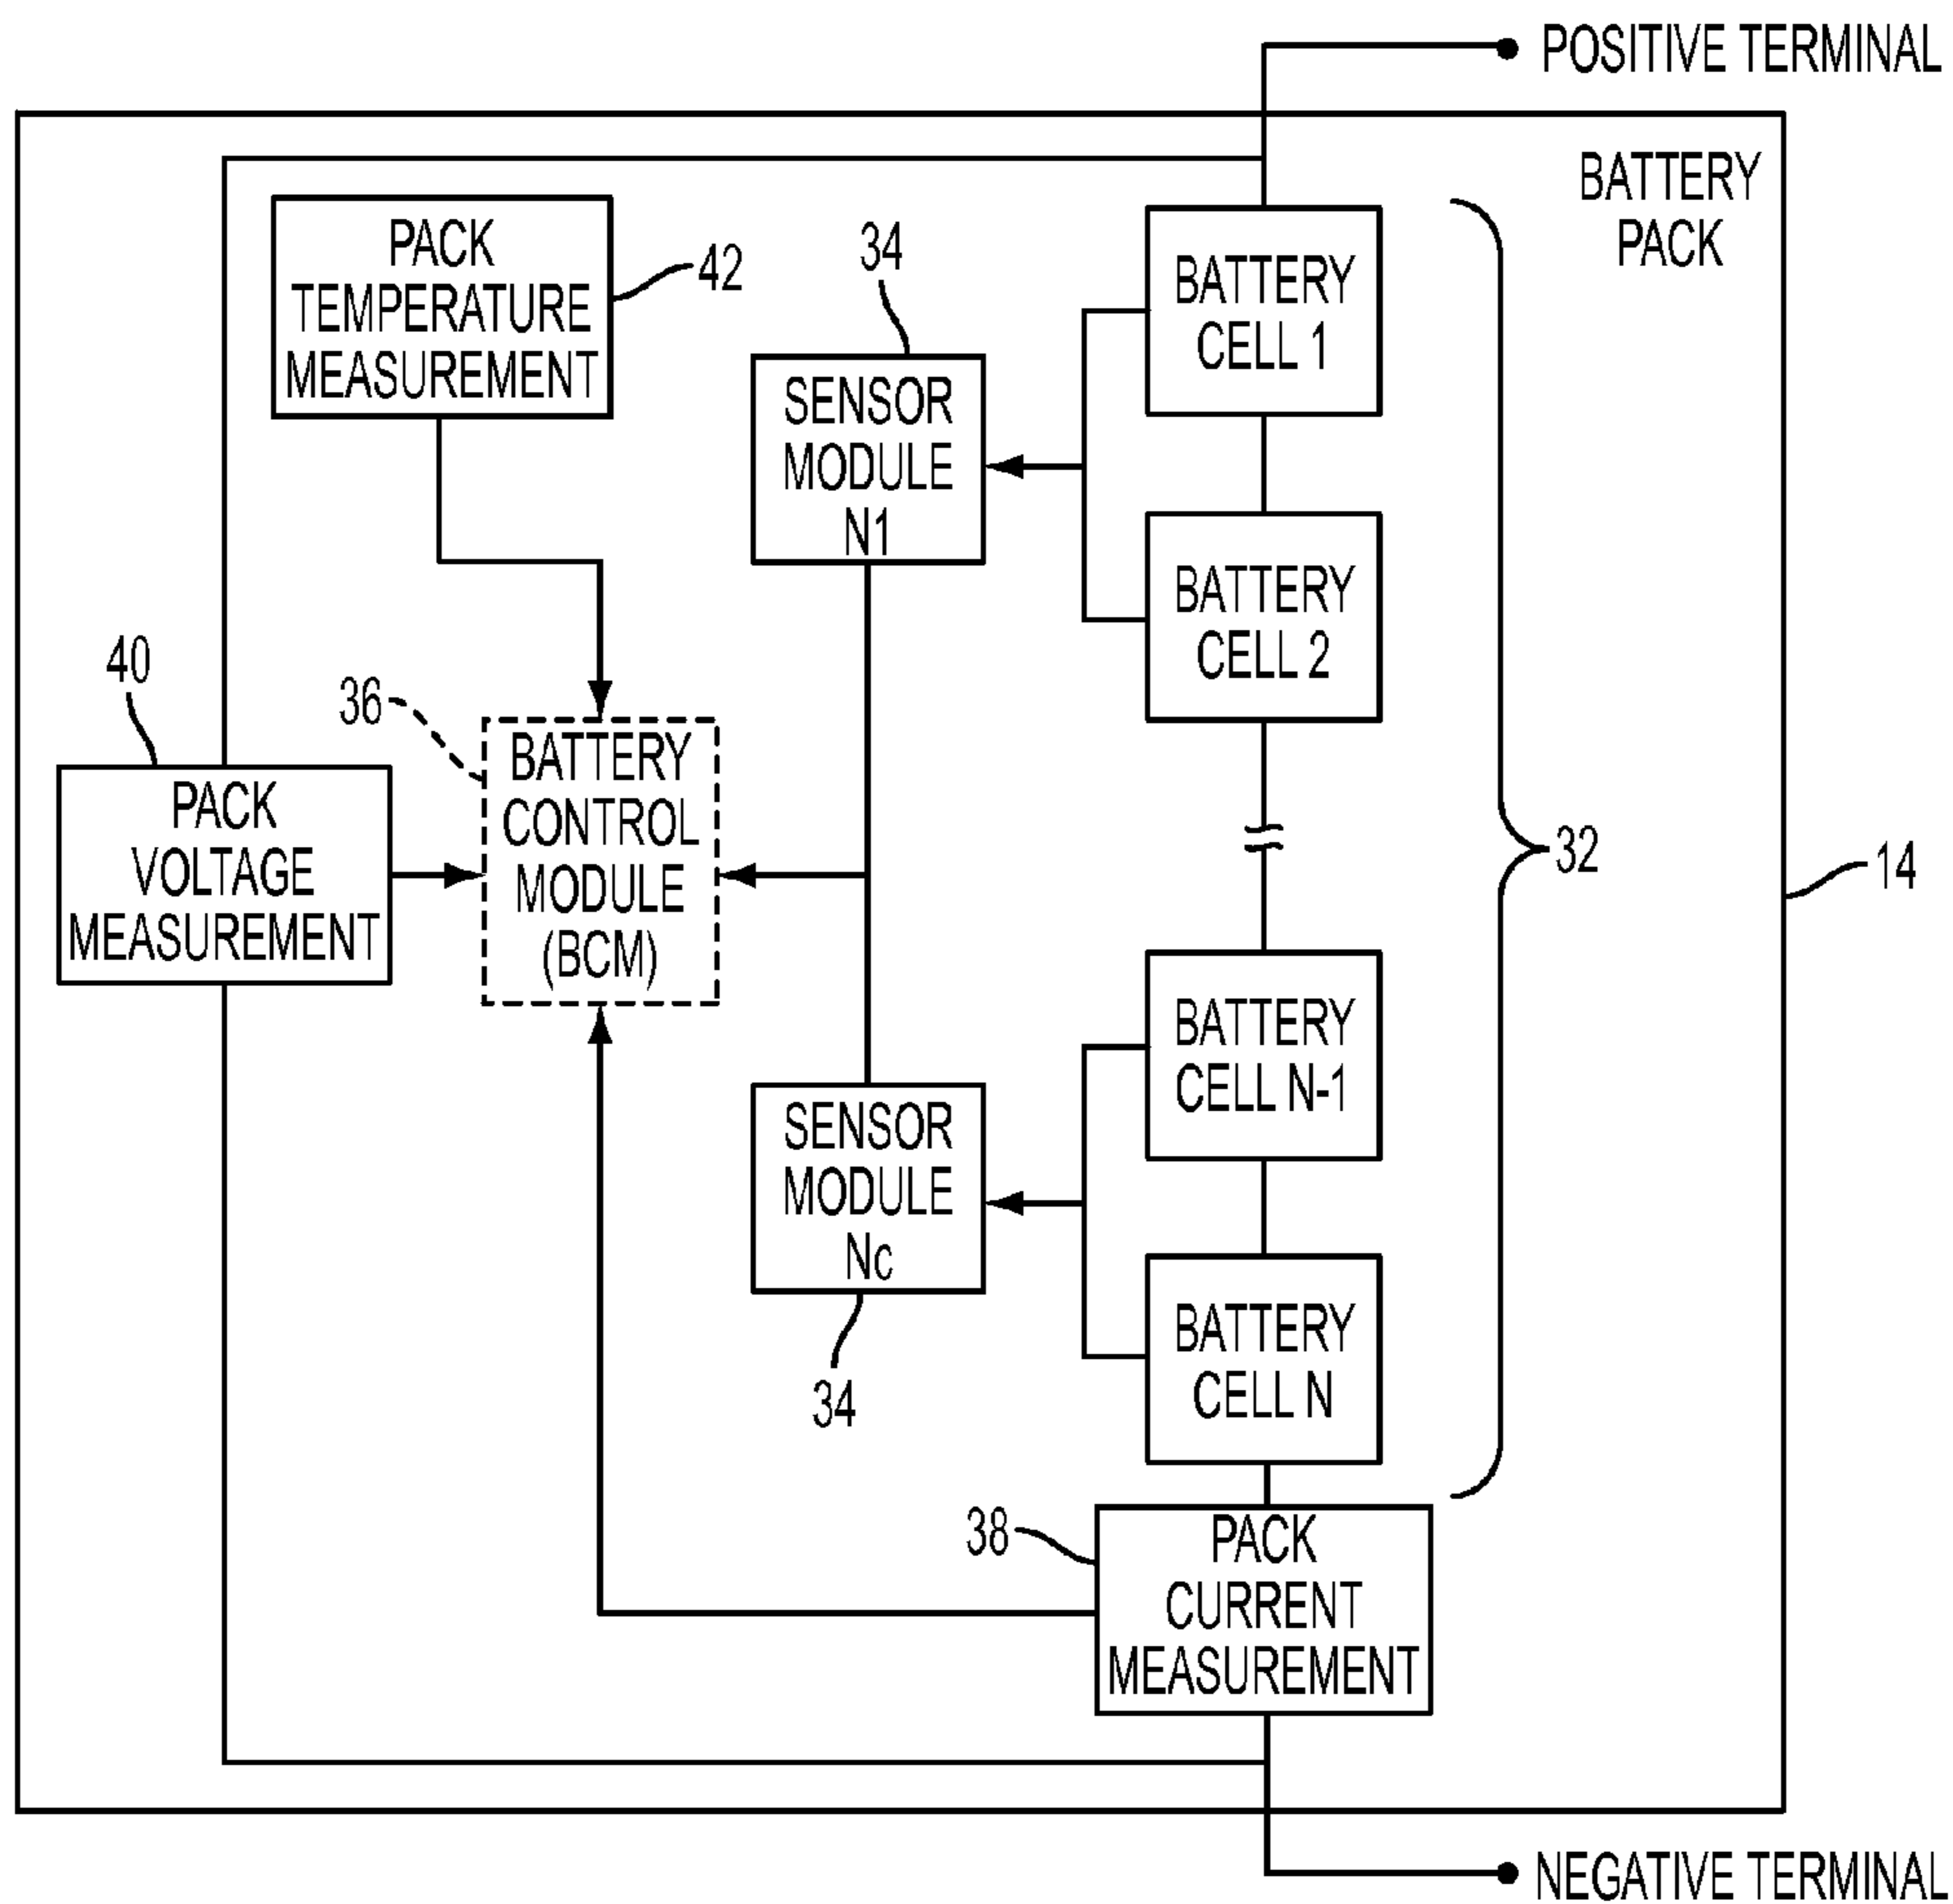 POSITIVE TERMINAL
BATTERY
PACK
PACK
TEMPERATURE
MEASUREMENT
42
34
SENSOR
MODULE
N1
BATTERY
CELL 1
BATTERY
CELL 2
40
PACK
VOLTAGE
MEASUREMENT
36
BATTERY
CONTROL
MODULE
(BCM)
32
14
BATTERY
CELL N-1
SENSOR
MODULE
Nc
34
BATTERY
CELL N
38
PACK
CURRENT
MEASUREMENT
NEGATIVE TERMINAL